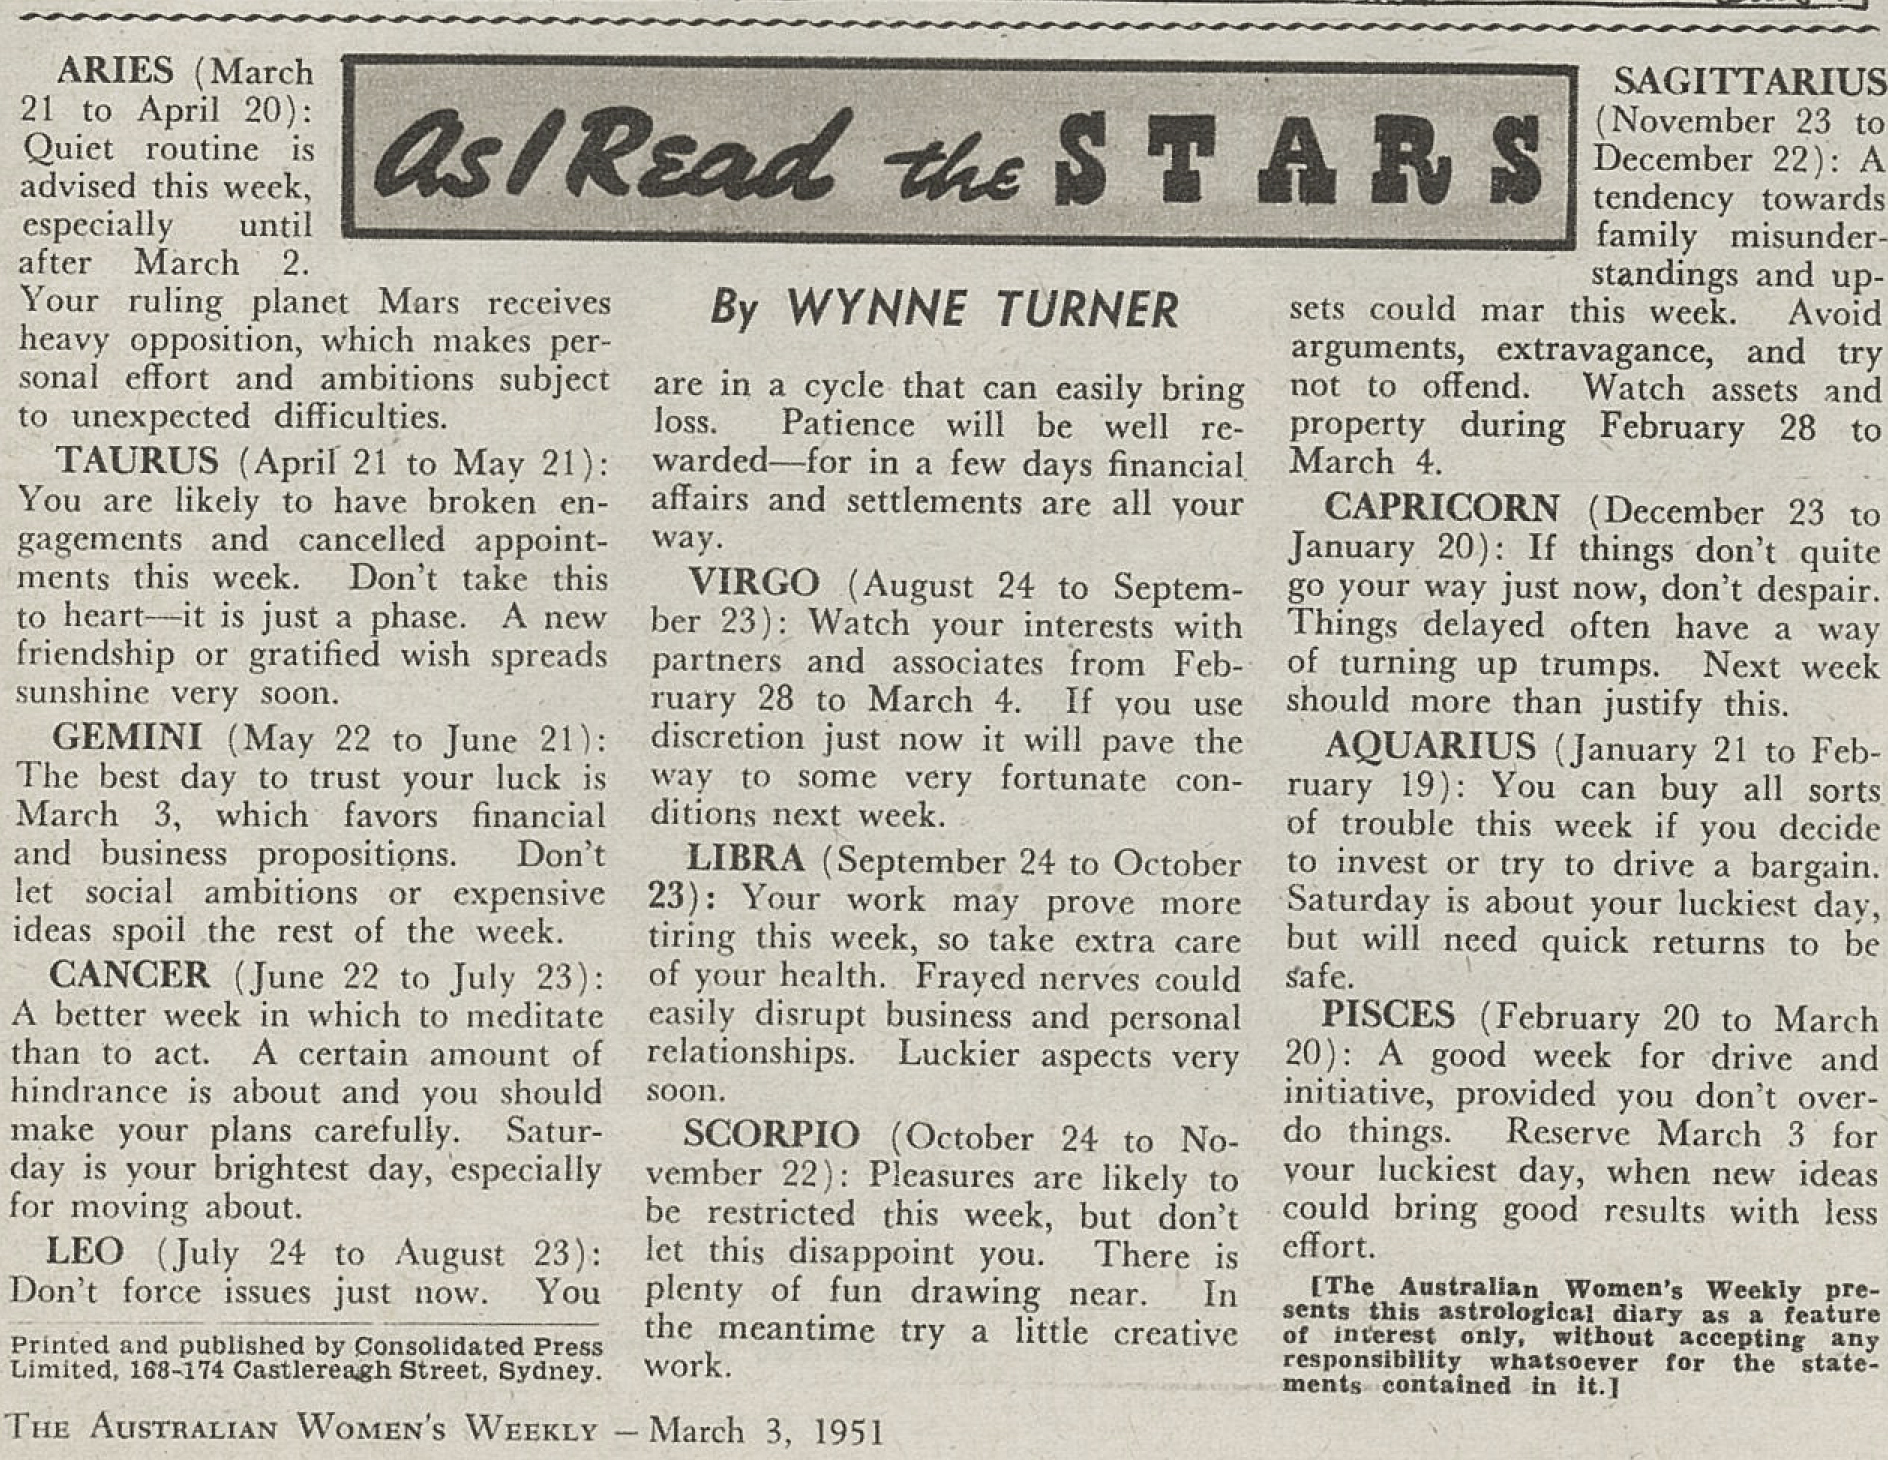 As I Read the STARS
By WYNNE TURNER
ARIES (March
21 to April 20):
Quiet routine is
advised this week,
especially until
after March 2.
Your ruling planet Mars receives
heavy opposition, which makes per-
sonal effort and ambitions subject
to unexpected difficulties.
TAURUS (April 21 to May 21):
You are likely to have broken en-
gagements and cancelled appoint-
ments this week. Don't take this
to heart—it is just a phase. A new
friendship or gratified wish spreads
sunshine very soon.
GEMINI (May 22 to June 21):
The best day to trust your luck is
March 3, which favors financial
and business propositions. Don't
let social ambitions or expensive
ideas spoil the rest of the week.
CANCER (June 22 to July 23):
A better week in which to meditate
than to act. A certain amount of
hindrance is about and you should
make your plans carefully. Satur-
day is your brightest day, especially
for moving about.
LEO (July 24 to August 23):
Don't force issues just now. You
Printed and published by Consolidated Press
Limited, 168-174 Castlereagh Street, Sydney.
are in a cycle that can easily bring
loss. Patience will be well re-
warded—for in a few days financial
affairs and settlements are all your
way.
VIRGO (August 24 to Septem-
ber 23): Watch your interests with
partners and associates from Feb-
ruary 28 to March 4. If you use
discretion just now it will pave the
way to some very fortunate con-
ditions next week.
LIBRA (September 24 to October
23): Your work may prove more
tiring this week, so take extra care
of your health. Frayed nerves could
easily disrupt business and personal
relationships. Luckier aspects very
soon.
SCORPIO (October 24 to No-
vember 22): Pleasures are likely to
be restricted this week, but don't
let this disappoint you. There is
plenty of fun drawing near. In
the meantime try a little creative
work.
SAGITTARIUS
(November 23 to
December 22): A
tendency towards
family misunder-
standings and up-
sets could mar this week. Avoid
arguments, extravagance, and try
not to offend. Watch assets and
property during February 28 to
March 4.
CAPRICORN (December 23 to
January 20): If things don't quite
go your way just now, don't despair.
Things delayed often have a way
of turning up trumps. Next week
should more than justify this.
AQUARIUS (January 21 to Feb-
ruary 19): You can buy all sorts
of trouble this week if you decide
to invest or try to drive a bargain.
Saturday is about your luckiest day,
but will need quick returns to be
safe.
PISCES (February 20 to March
20): A good week for drive and
initiative, provided you don't over-
do things. Reserve March 3 for
your luckiest day, when new ideas
could bring good results with less
effort.
[The Australian Women's Weekly pre-
sents this astrological diary as a feature
of interest only, without accepting any
responsibility whatsoever for the state-
ments contained in it.]
THE AUSTRALIAN WOMEN'S WEEKLY – March 3, 1951